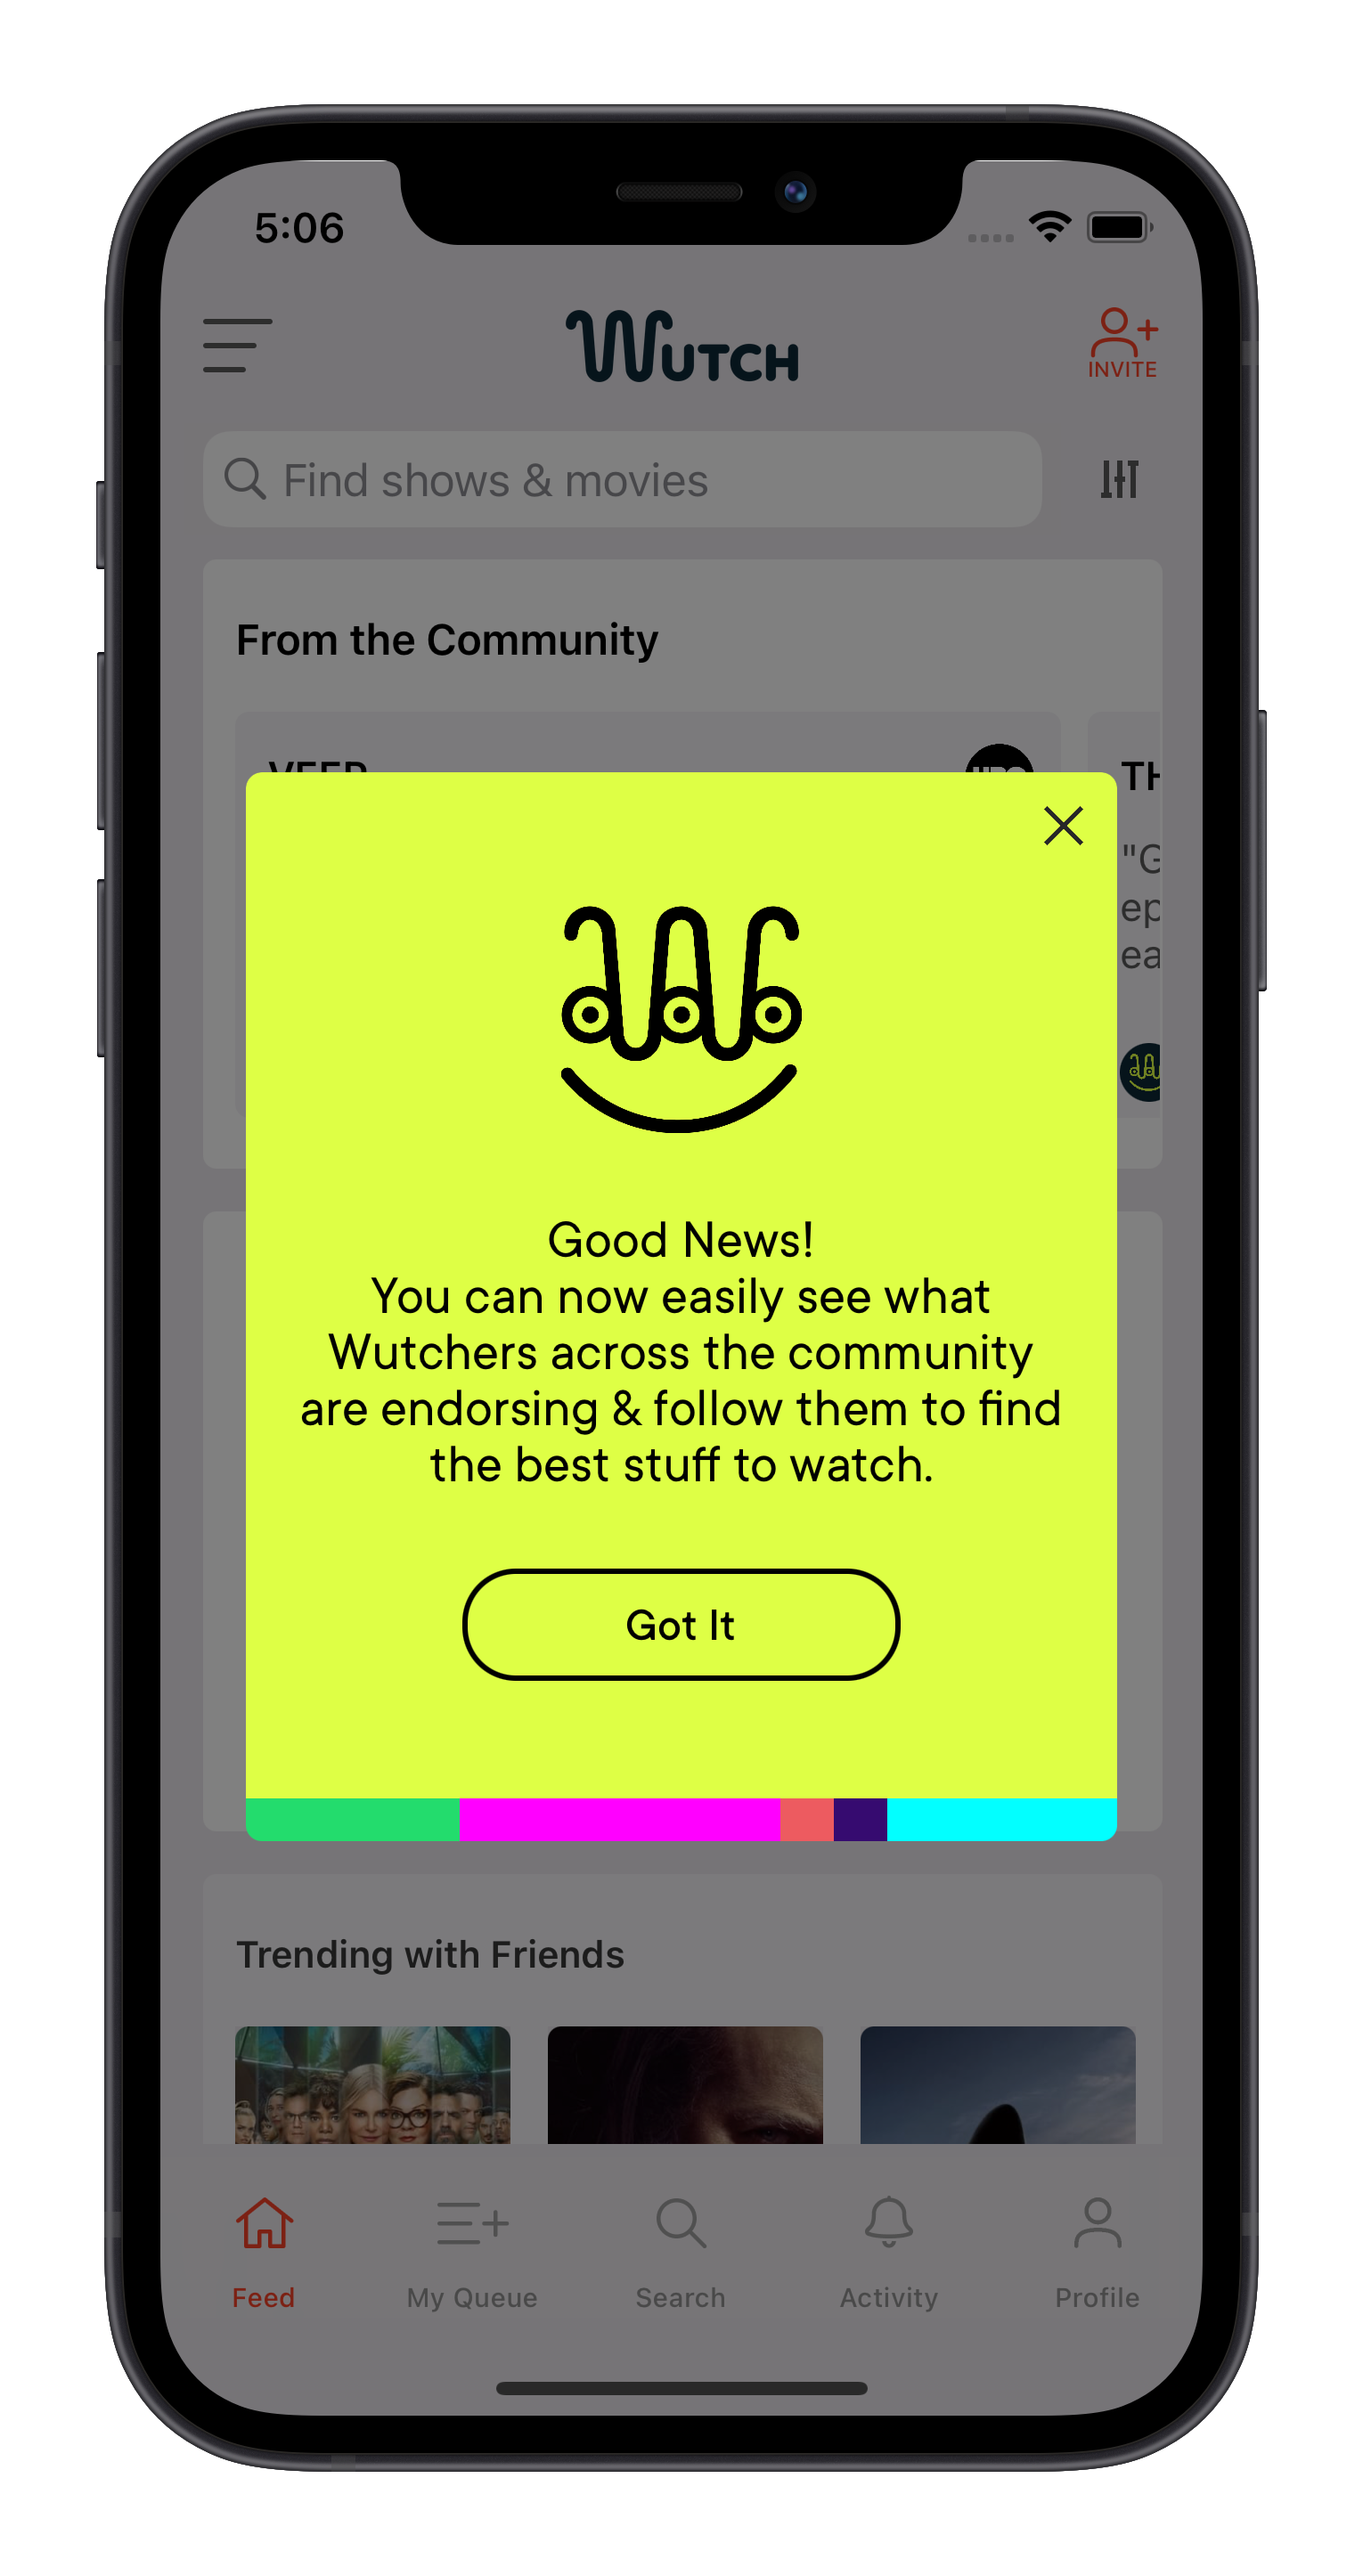 5:06
WUTCH
INVITE
Find shows & movies
From the Community
VEEP
TH
"G
ep
ea
Good News!
You can now easily see what
Wutchers across the community
are endorsing & follow them to find
the best stuff to watch.
Got It
Trending with Friends
Feed
My Queue
Search
Activity
Profile